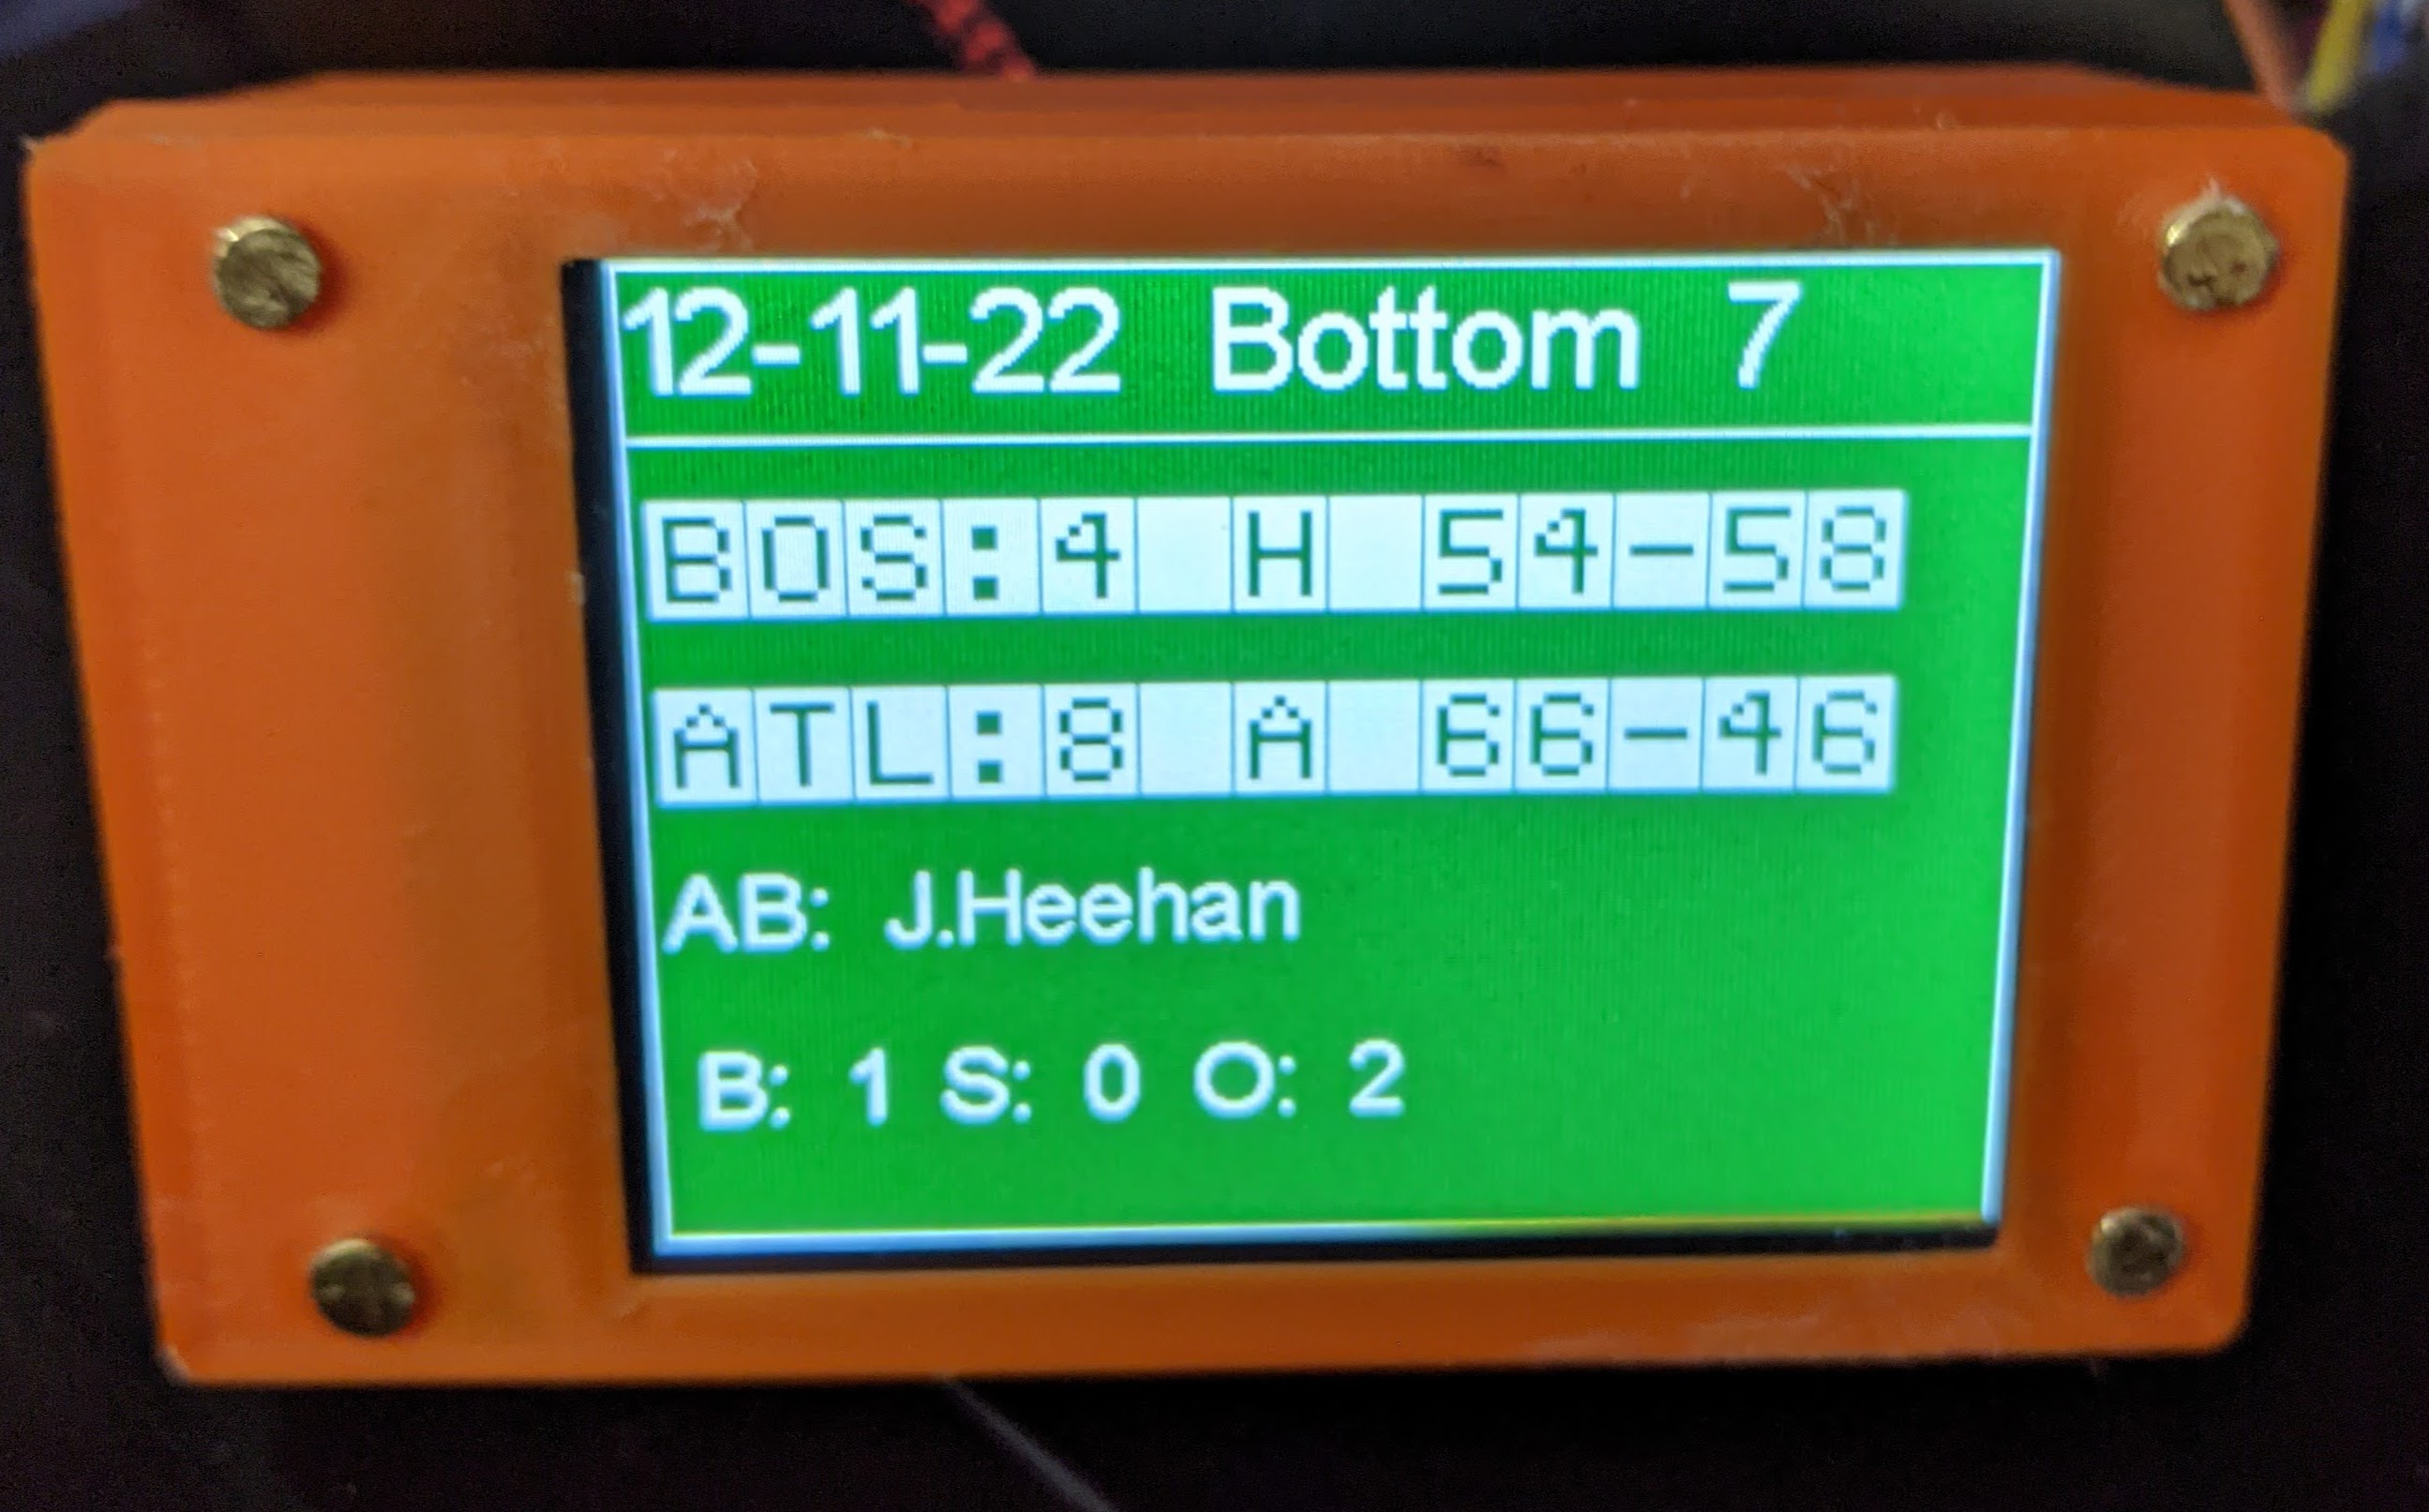 12-11-22 Bottom 7
BOS:4 H 54-58
ATL:8 A 66-46
AB: J.Heehan
B: 1 S: 0 O: 2